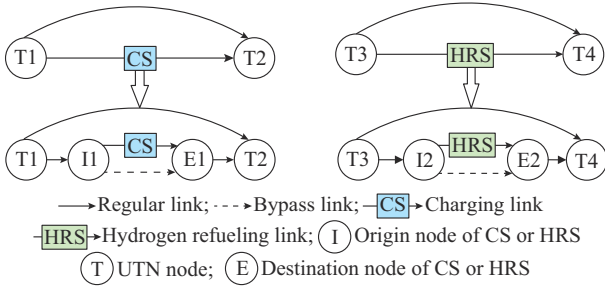 T1 CS T2 T3 HRS T4
CS HRS
T1 I1 E1 T2 T3 I2 E2 T4
Regular link; Bypass link; CS Charging link
HRS Hydrogen refueling link; I Origin node of CS or HRS
T UTN node; E Destination node of CS or HRS